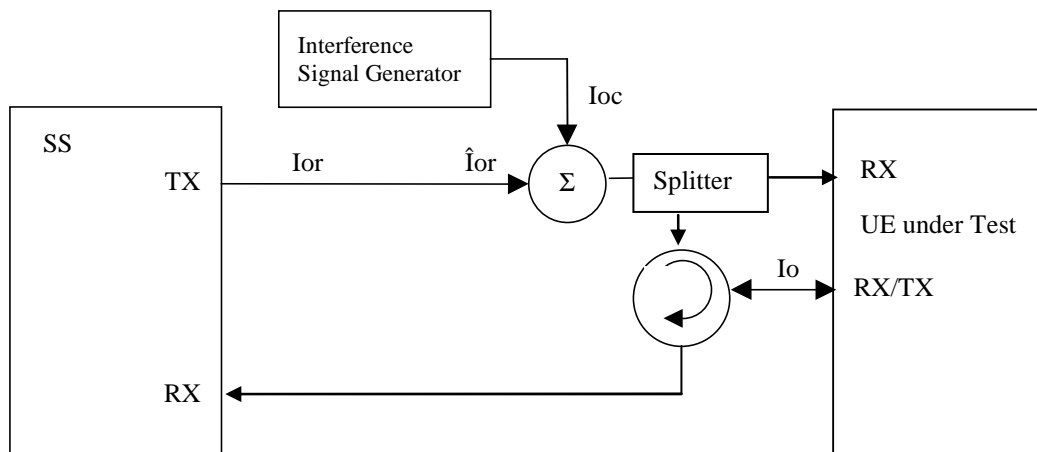 Interference
Signal Generator
Ioc
SS
TX
Ior
Îor
Σ
Splitter
RX
UE under Test
Io
RX/TX
RX